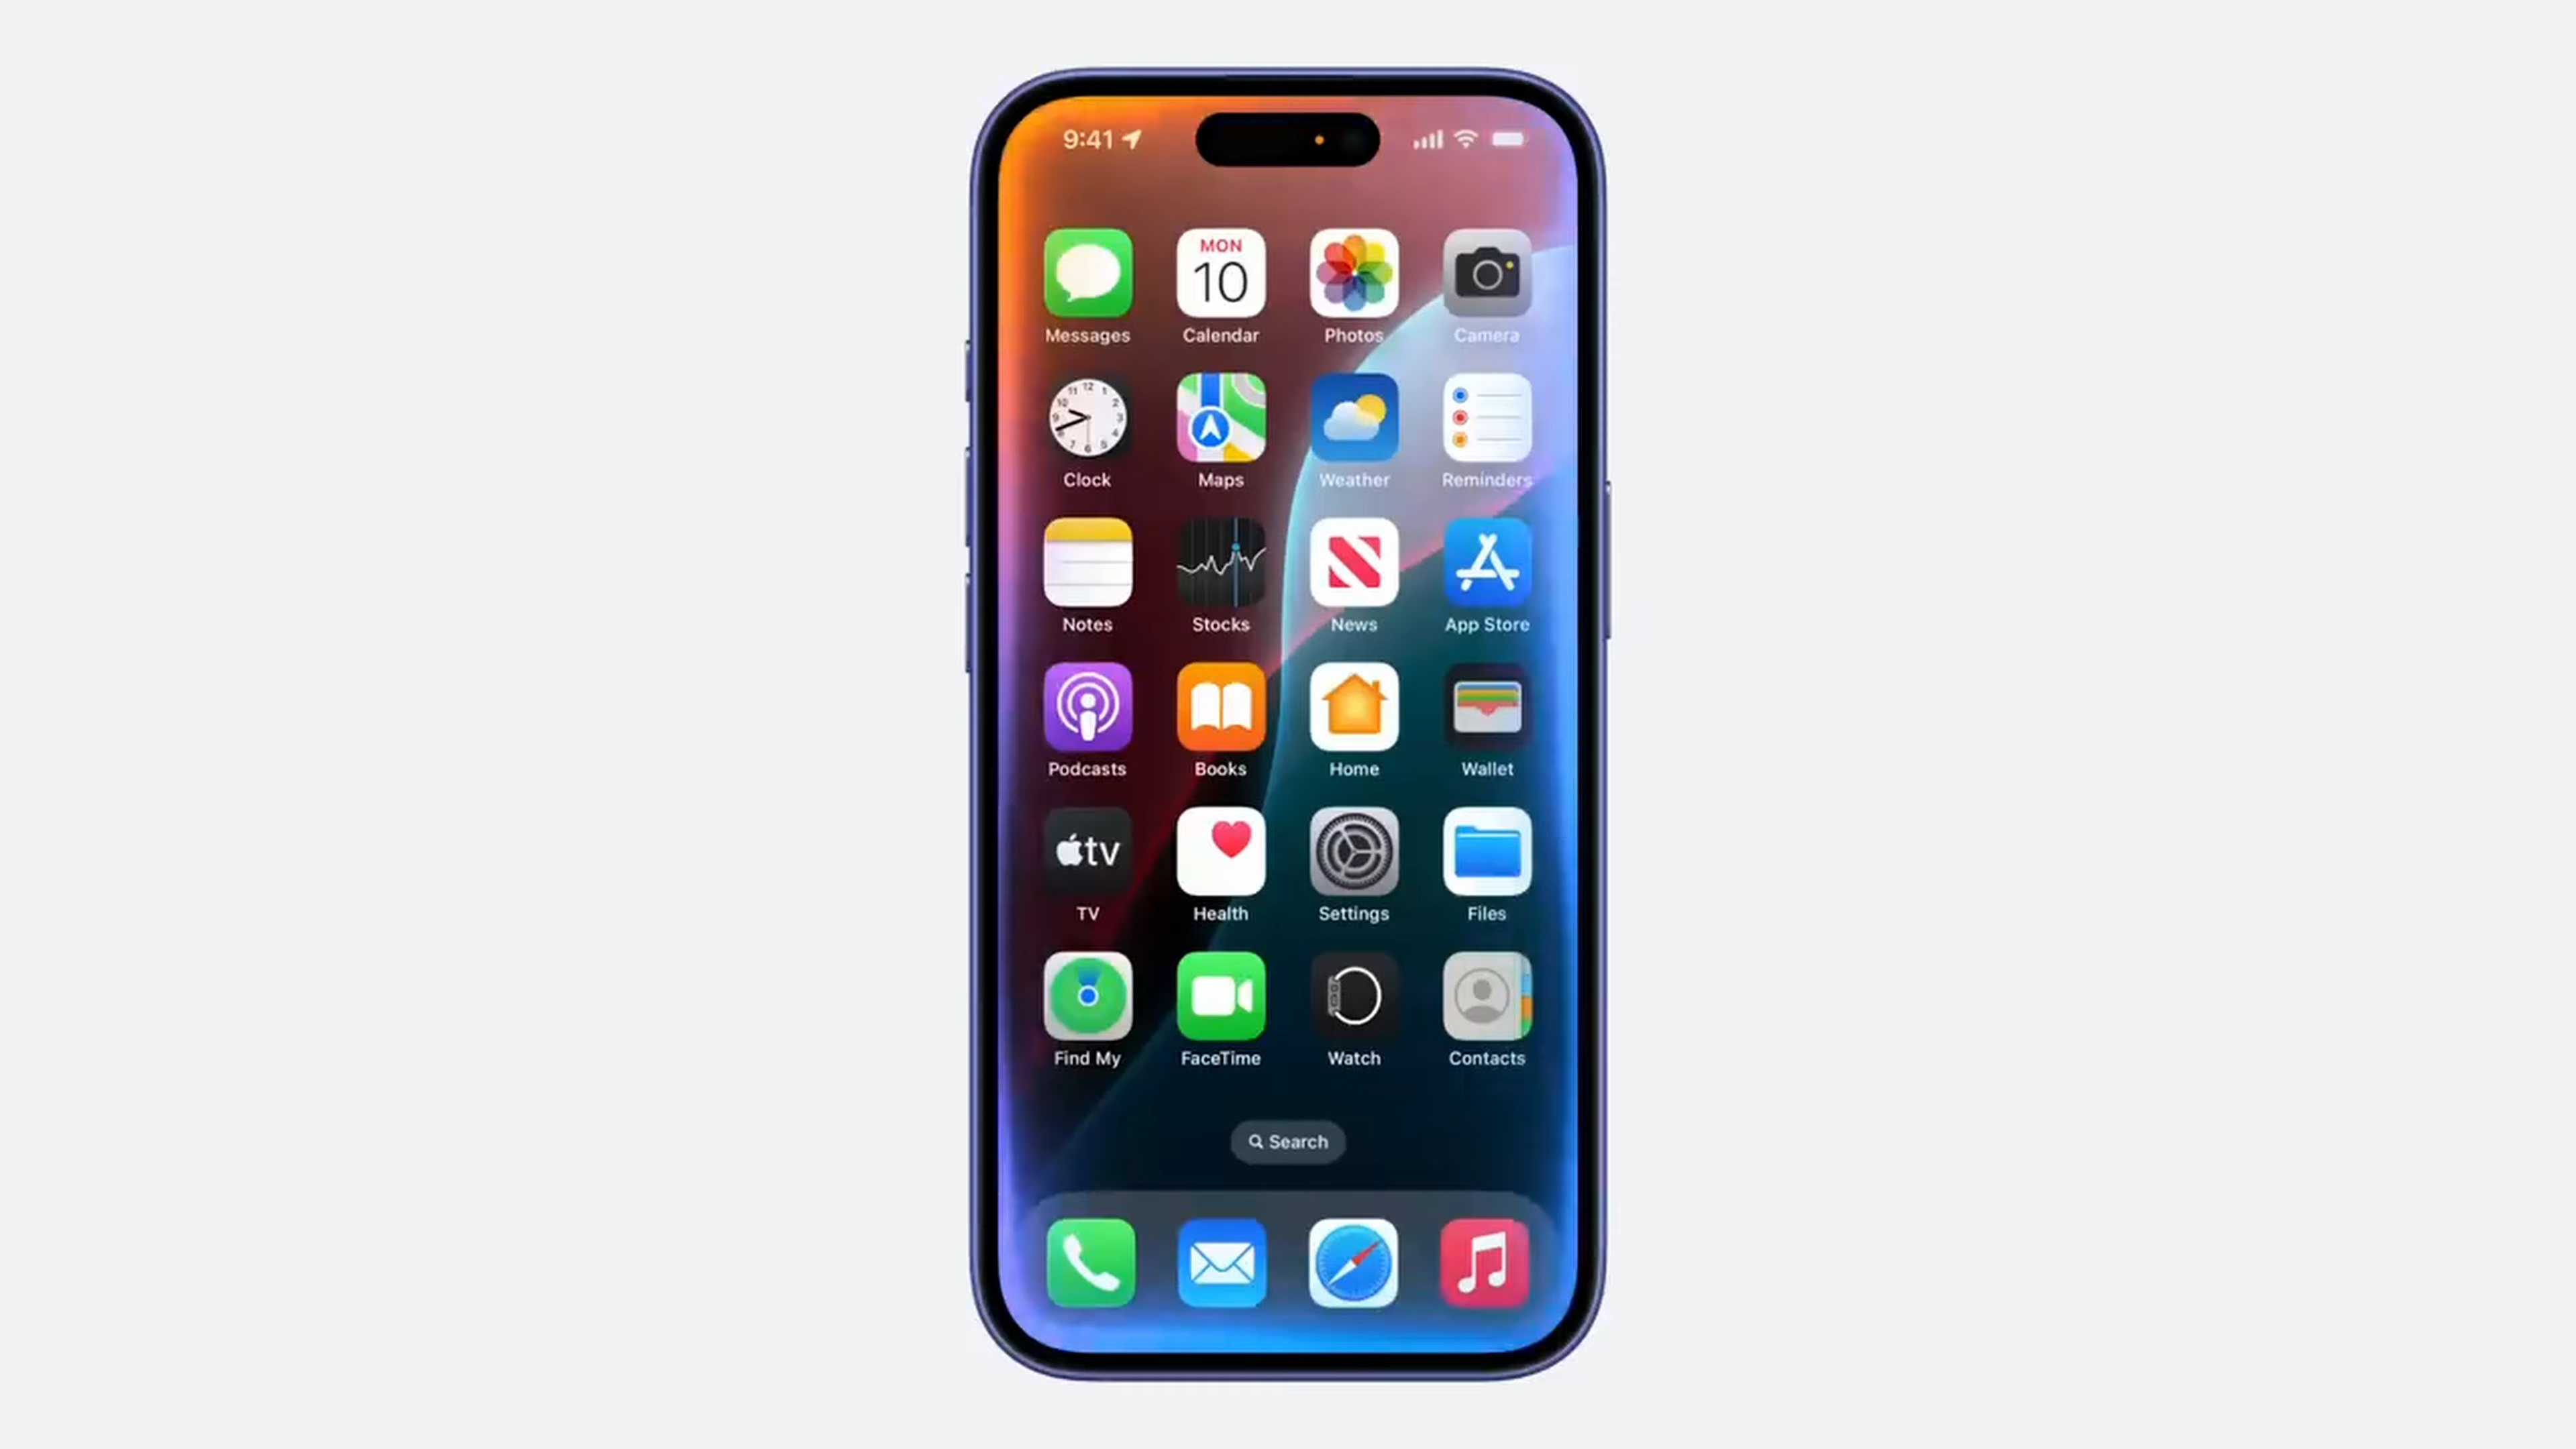 9:41
MON
10
Messages Calendar Photos Camera
Clock Maps Weather Reminders
Notes Stocks News App Store
Podcasts Books Home Wallet
tv
TV Health Settings Files
Find My FaceTime Watch Contacts
Search